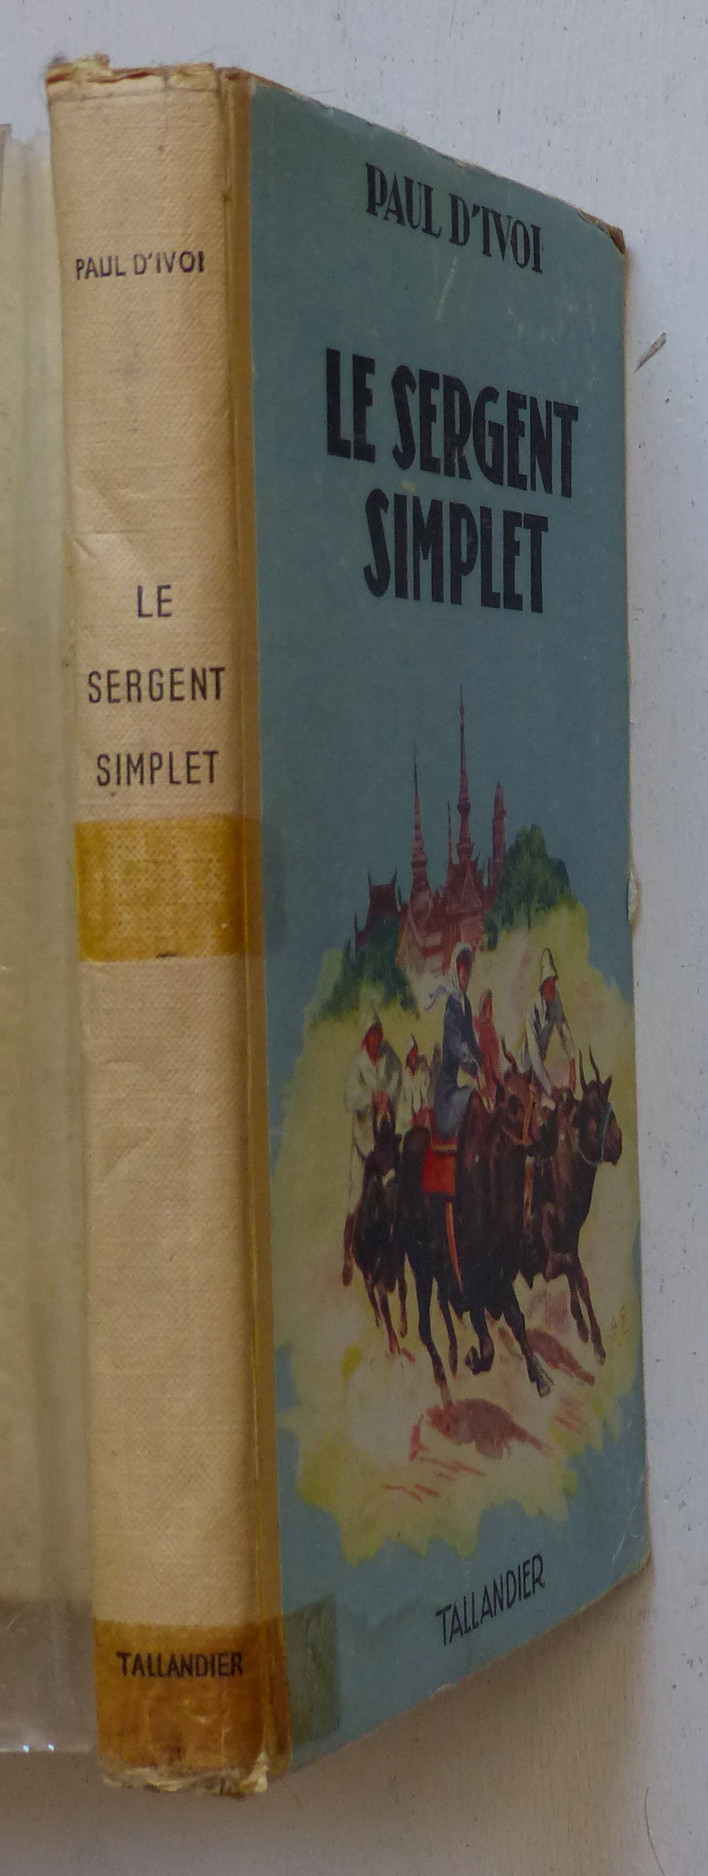 PAUL D'IVOI
LE
SERGENT
SIMPLET
TALLANDIER
PAUL D'IVOI
LE SERGENT
SIMPLET
TALLANDIER